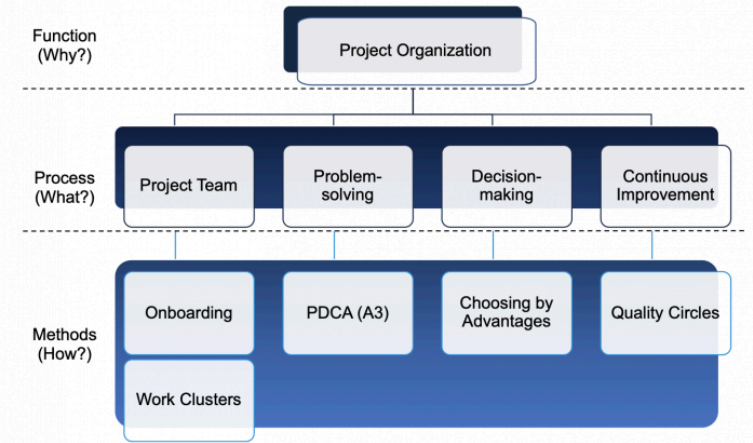 Function
(Why?)
Project Organization
Process
(What?)
Project Team
Problem-
solving
Decision-
making
Continuous
Improvement
Methods
(How?)
Onboarding
PDCA (A3)
Choosing by
Advantages
Quality Circles
Work Clusters